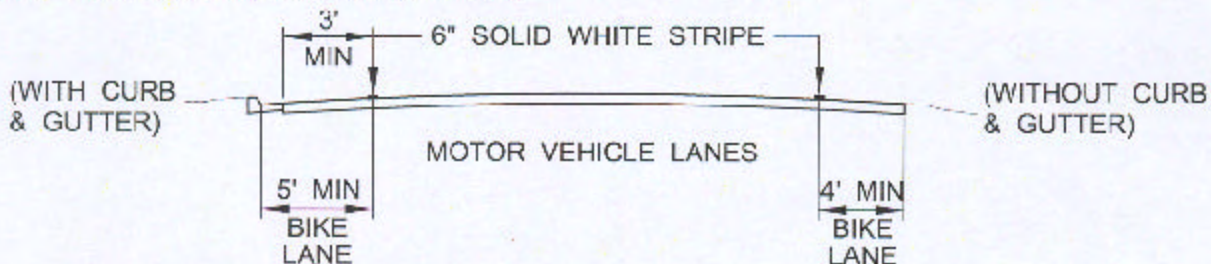 3'
MIN
6" SOLID WHITE STRIPE
(WITH CURB
& GUTTER)
(WITHOUT CURB
& GUTTER)
MOTOR VEHICLE LANES
5' MIN
BIKE
LANE
4' MIN
BIKE
LANE